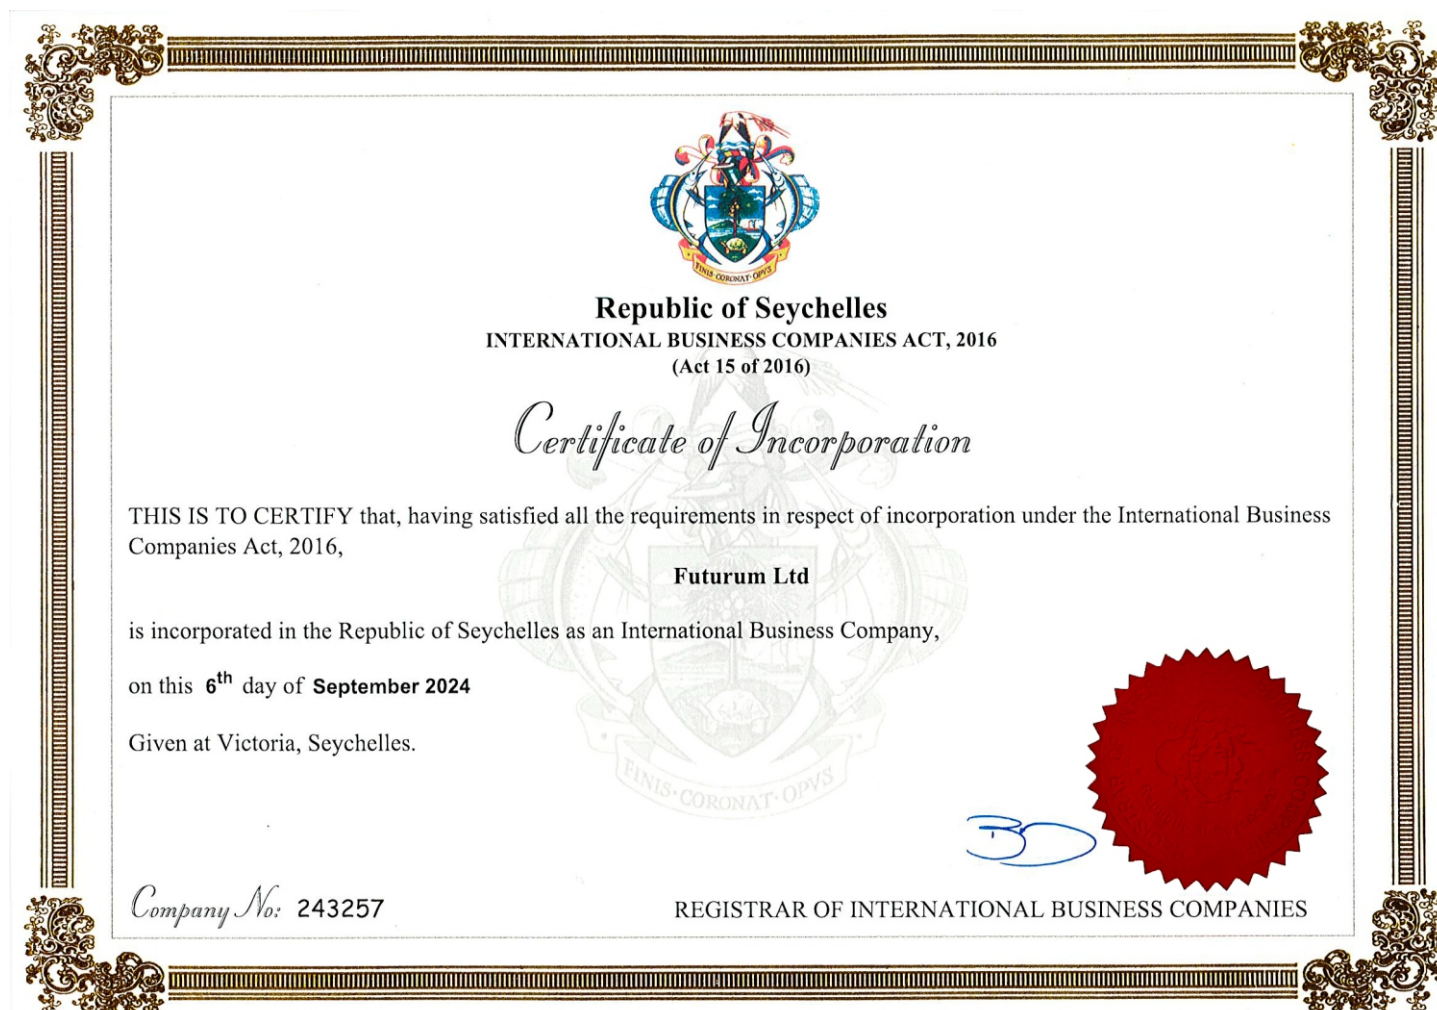 FINIS·CORONAT·OPVS
Republic of Seychelles
INTERNATIONAL BUSINESS COMPANIES ACT, 2016
(Act 15 of 2016)
Certificate of Incorporation
THIS IS TO CERTIFY that, having satisfied all the requirements in respect of incorporation under the International Business
Companies Act, 2016,
Futurum Ltd
is incorporated in the Republic of Seychelles as an International Business Company,
on this 6th day of September 2024
Given at Victoria, Seychelles.
FINIS·CORONAT·OPVS
Company No: 243257
REGISTRAR OF INTERNATIONAL BUSINESS COMPANIES